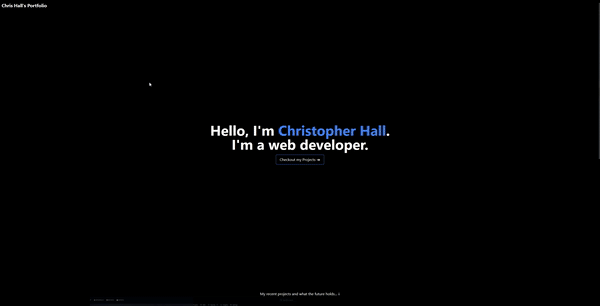 Chris Hall's Portfolio
Hello, I'm Christopher Hall.
I'm a web developer.
Checkout my Projects ➔
My recent projects and what the future holds...